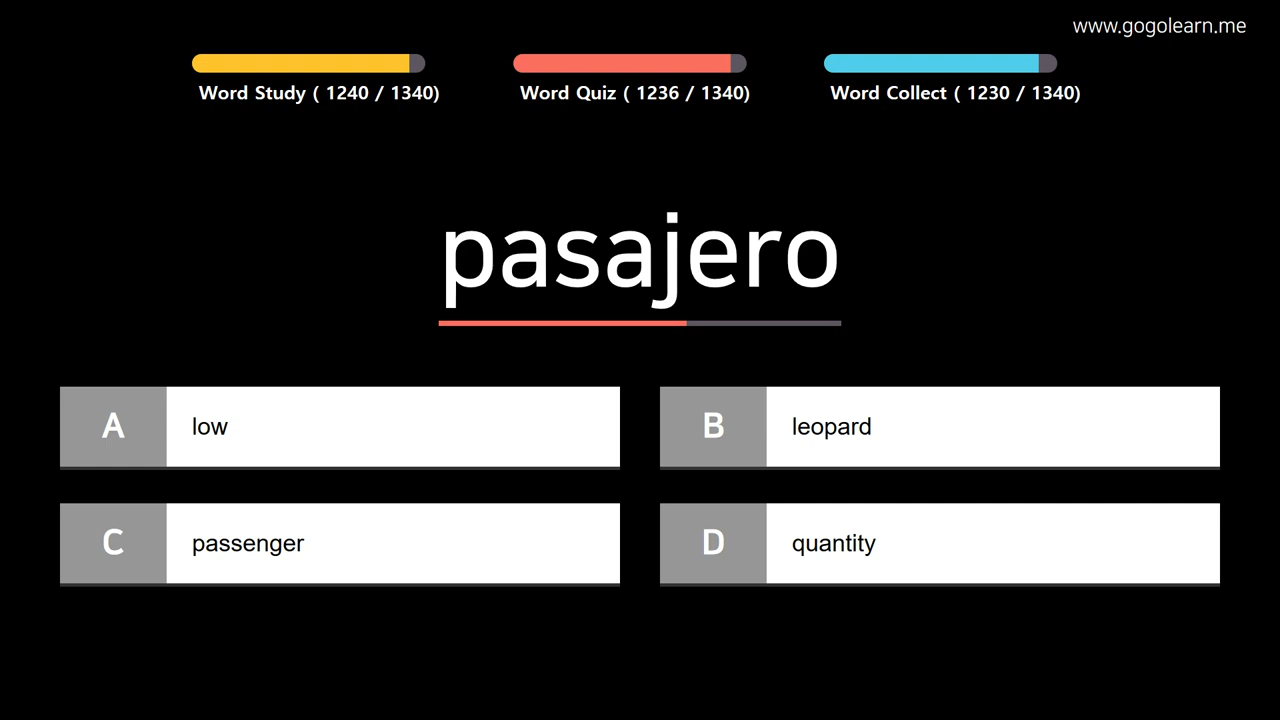 www.gogolearn.me
Word Study ( 1240 / 1340)
Word Quiz ( 1236 / 1340)
Word Collect ( 1230 / 1340)
pasajero
A low
B leopard
C passenger
D quantity